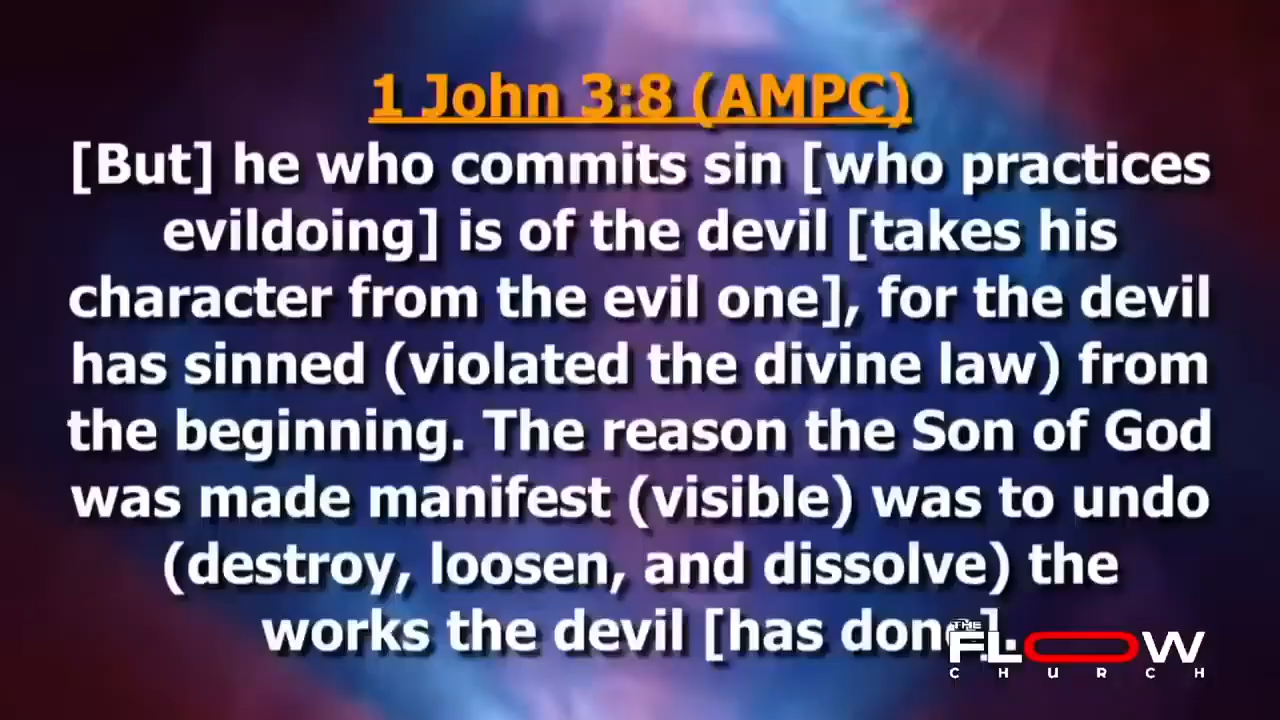 1 John 3:8 (AMPC)
[But] he who commits sin [who practices
evildoing] is of the devil [takes his
character from the evil one], for the devil
has sinned (violated the divine law) from
the beginning. The reason the Son of God
was made manifest (visible) was to undo
(destroy, loosen, and dissolve) the
works the devil [has done].
THE
FLOW
CHURCH